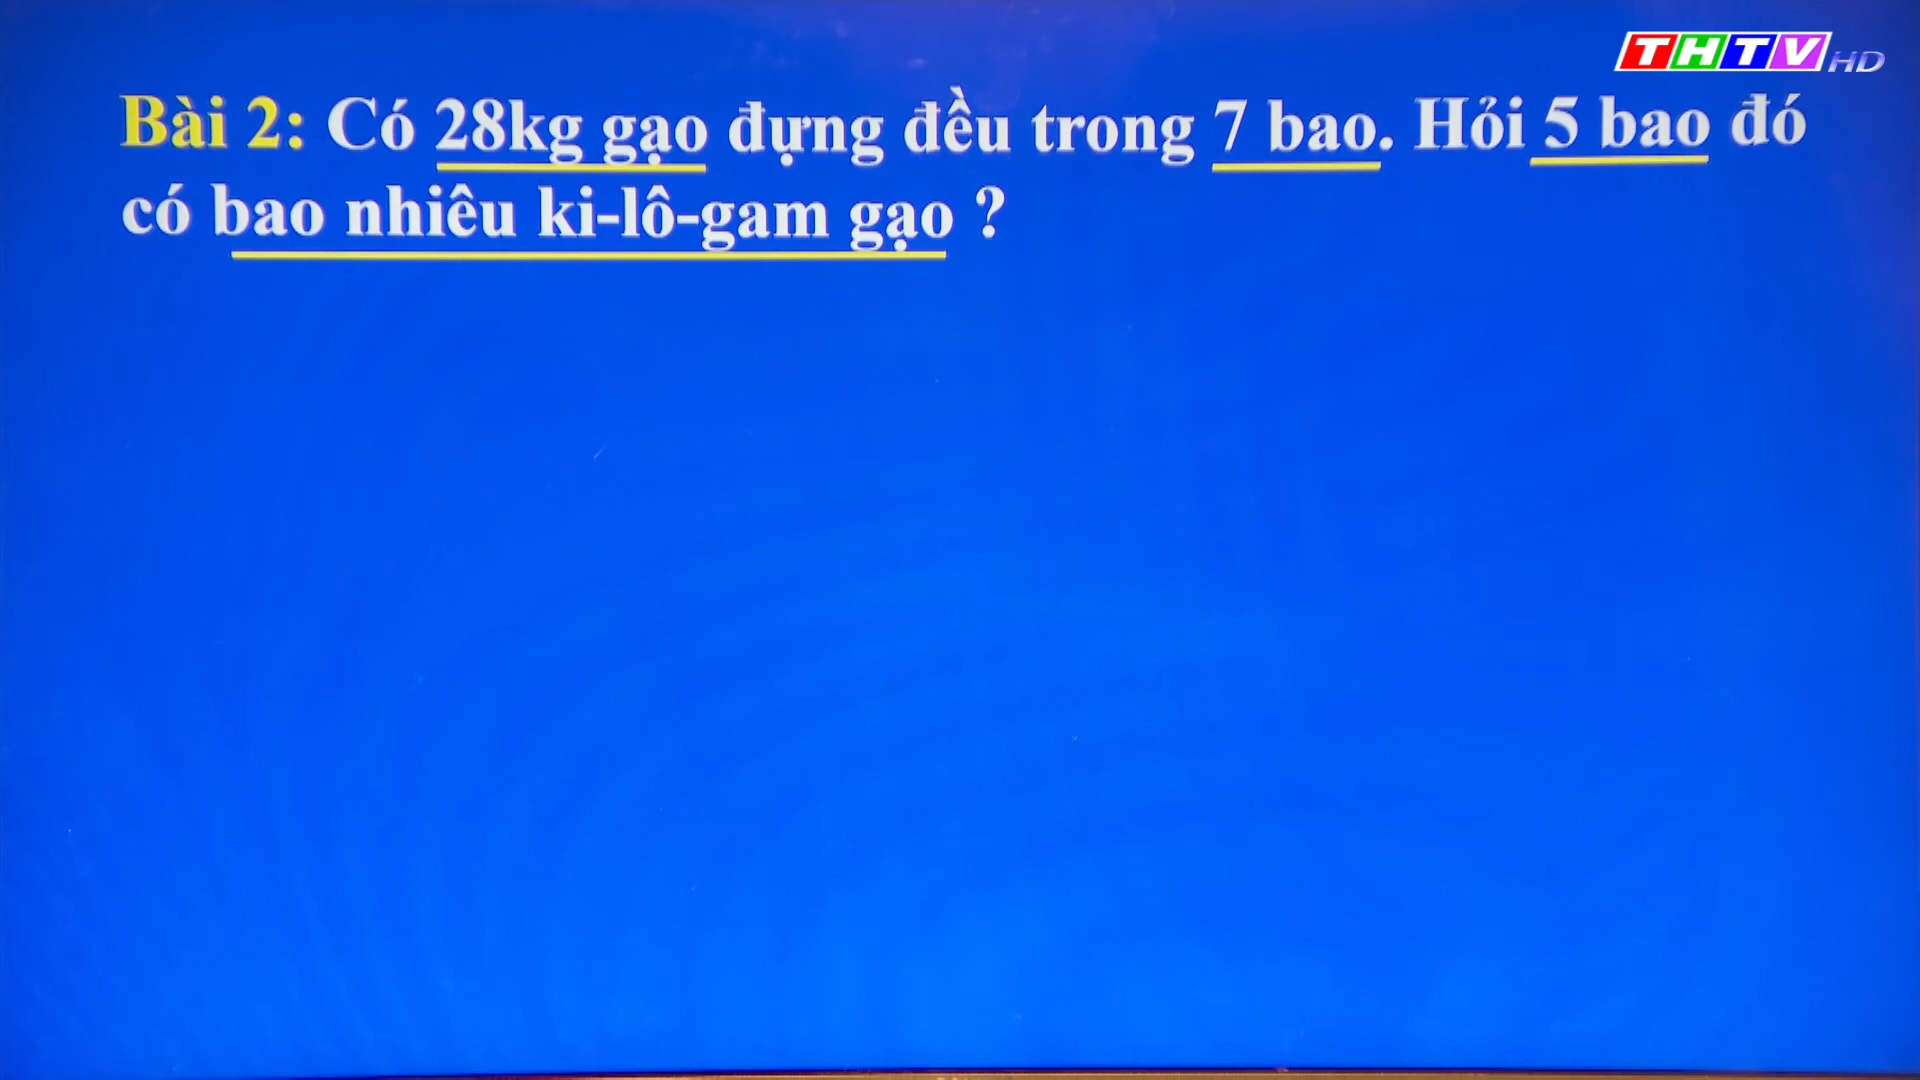 THTV HD
Bài 2: Có 28kg gạo đựng đều trong 7 bao. Hỏi 5 bao đó
có bao nhiêu ki-lô-gam gạo ?